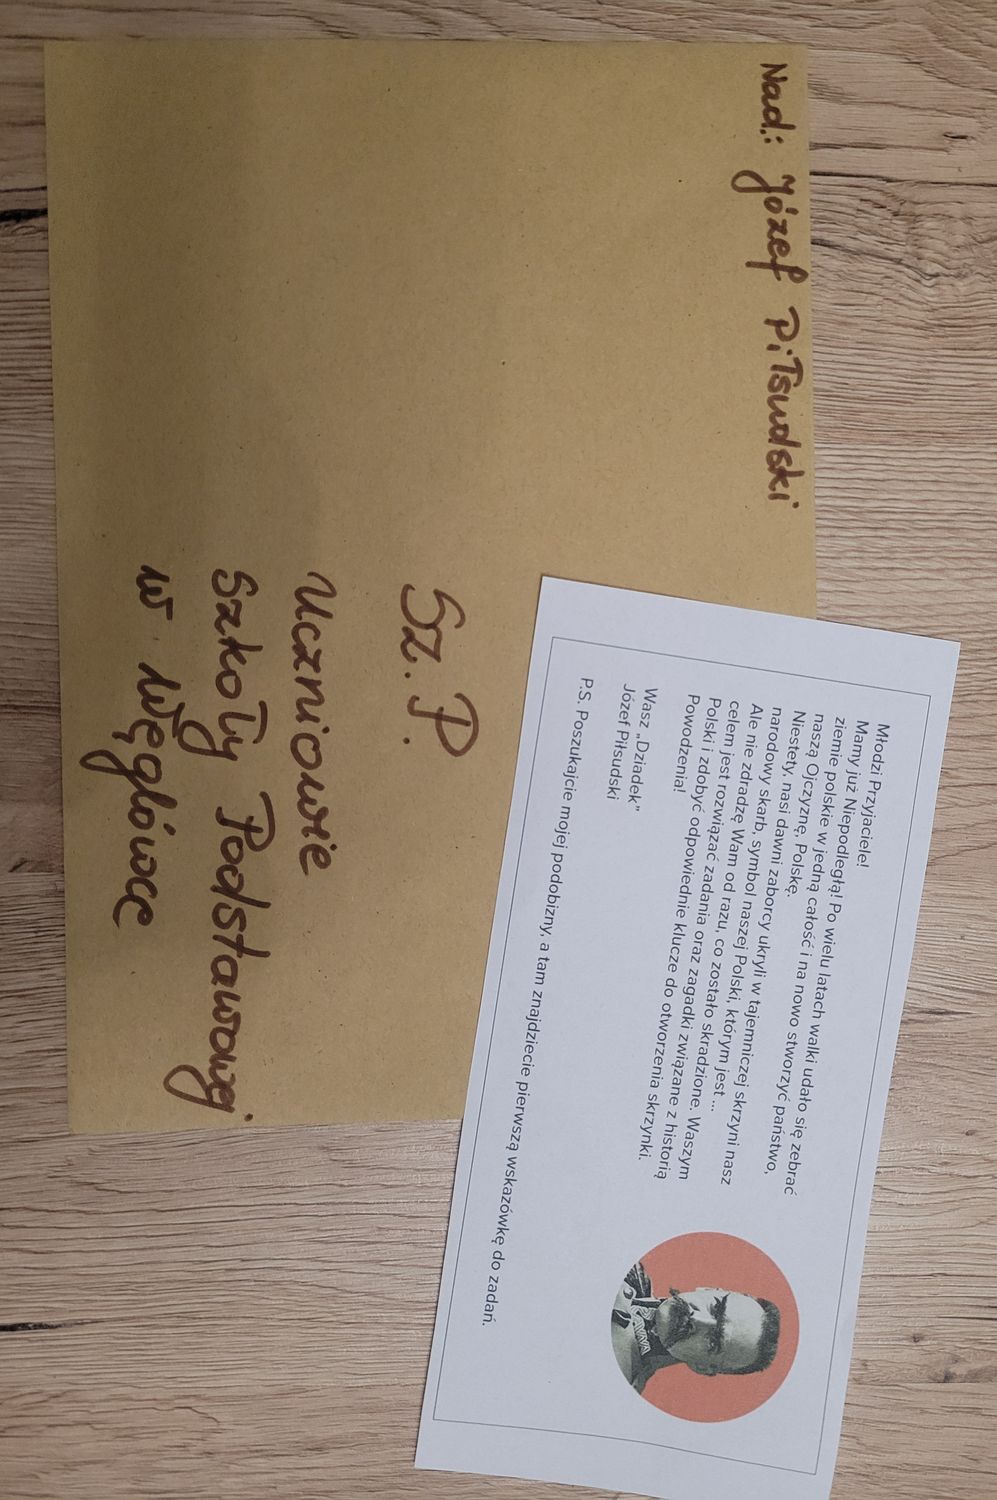 Nad.: Józef Piłsudski
Sz. P.
Uczniowie
Szkoły Podstawowej
w Węglówce
Młodzi Przyjaciele!
Mamy już Niepodległą! Po wielu latach walki udało się zebrać
ziemie polskie w jedną całość i na nowo stworzyć państwo,
naszą Ojczyznę, Polskę.
Niestety, nasi dawni zaborcy ukryli w tajemniczej skrzyni nasz
narodowy skarb, symbol naszej Polski, którym jest...
Ale nie zdradzę Wam od razu, co zostało skradzione. Waszym
celem jest rozwiązać zadania oraz zagadki związane z historią
Polski i zdobyć odpowiednie klucze do otworzenia skrzynki.
Powodzenia!
Wasz „Dziadek"
Józef Piłsudski
P.S. Poszukajcie mojej podobizny, a tam znajdziecie pierwszą wskazówkę do zadań.